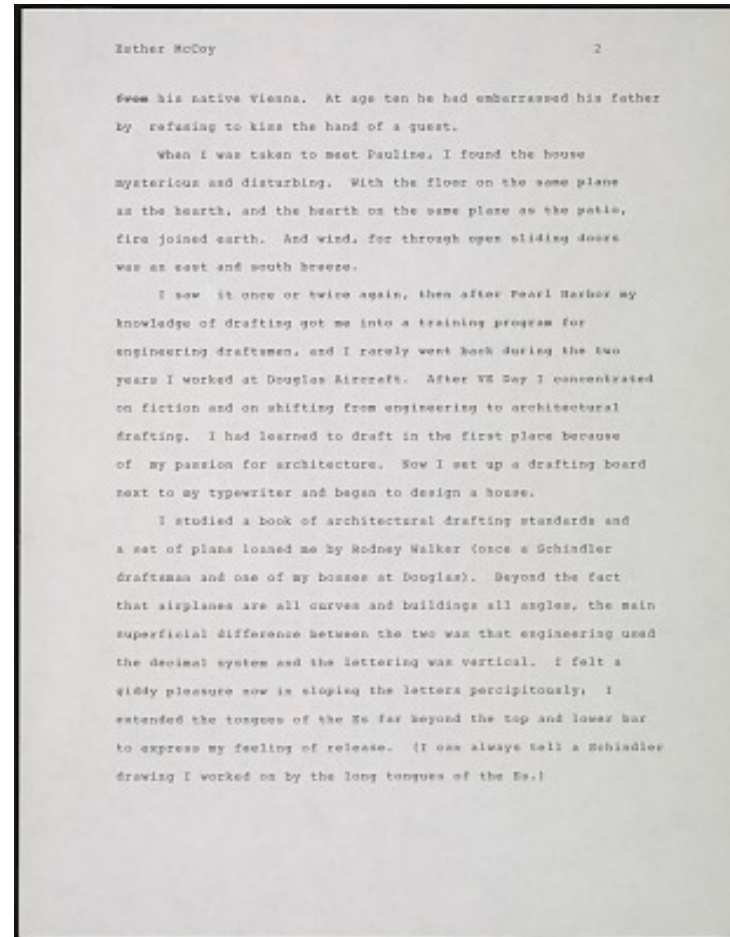 Esther McCoy 2
from his native Vienna. At age ten he had embarrassed his father
by refusing to kiss the hand of a guest.
When I was taken to meet Pauline, I found the house
mysterious and disturbing. With the floor on the same plane
as the hearth, and the hearth on the same plane as the patio,
fire joined earth. And wind, for through open sliding doors
was an east and south breeze.
I saw it once or twice again, then after Pearl Harbor my
knowledge of drafting got me into a training program for
engineering draftsmen, and I rarely went back during the two
years I worked at Douglas Aircraft. After VE Day I concentrated
on fiction and on shifting from engineering to architectural
drafting. I had learned to draft in the first place because
of my passion for architecture. Now I set up a drafting board
next to my typewriter and began to design a house.
I studied a book of architectural drafting standards and
a set of plans loaned me by Rodney Walker (once a Schindler
draftsman and one of my bosses at Douglas). Beyond the fact
that airplanes are all curves and buildings all angles, the main
superficial difference between the two was that engineering used
the decimal system and the lettering was vertical. I felt a
giddy pleasure now in sloping the letters percipitously; I
extended the tongues of the Es far beyond the top and lower bar
to express my feeling of release. (I can always tell a Schindler
drawing I worked on by the long tongues of the Es.)